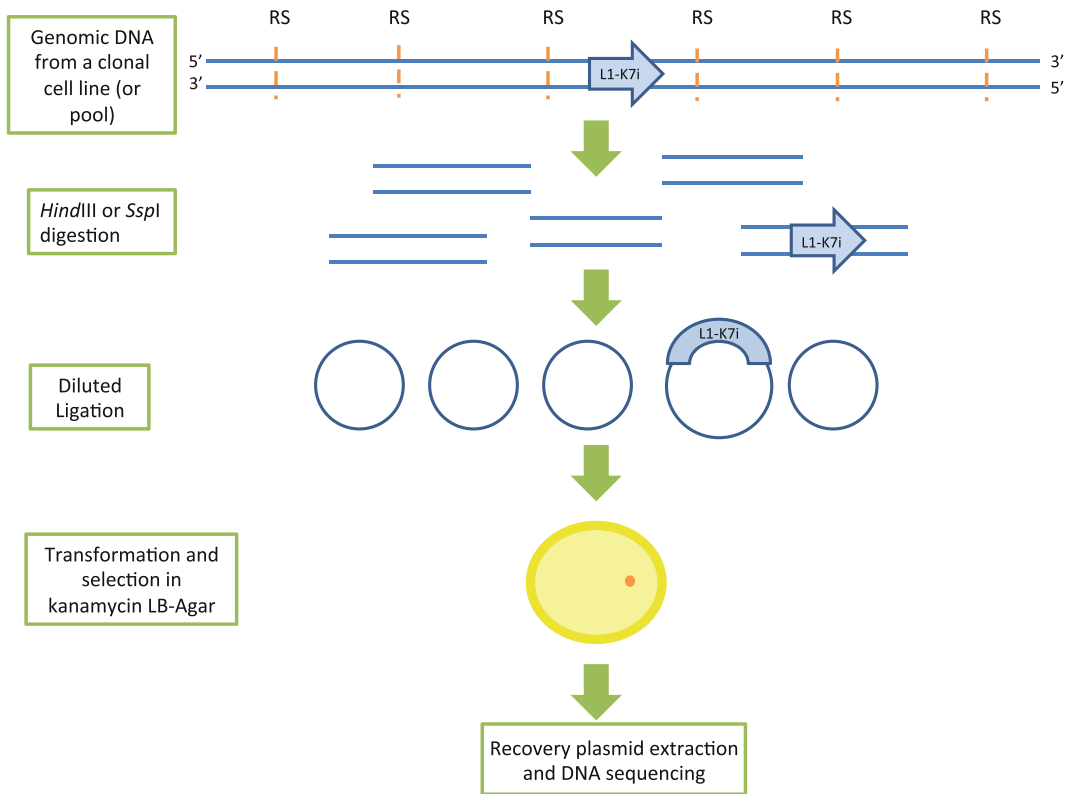 RS RS RS RS RS RS
Genomic DNA
from a clonal
cell line (or
pool)
5’ 3’
L1-K7i
3’ 5’
HindIII or SspI
digestion
L1-K7i
L1-K7i
Diluted
Ligation
Transformation and
selection in
kanamycin LB-Agar
Recovery plasmid extraction
and DNA sequencing